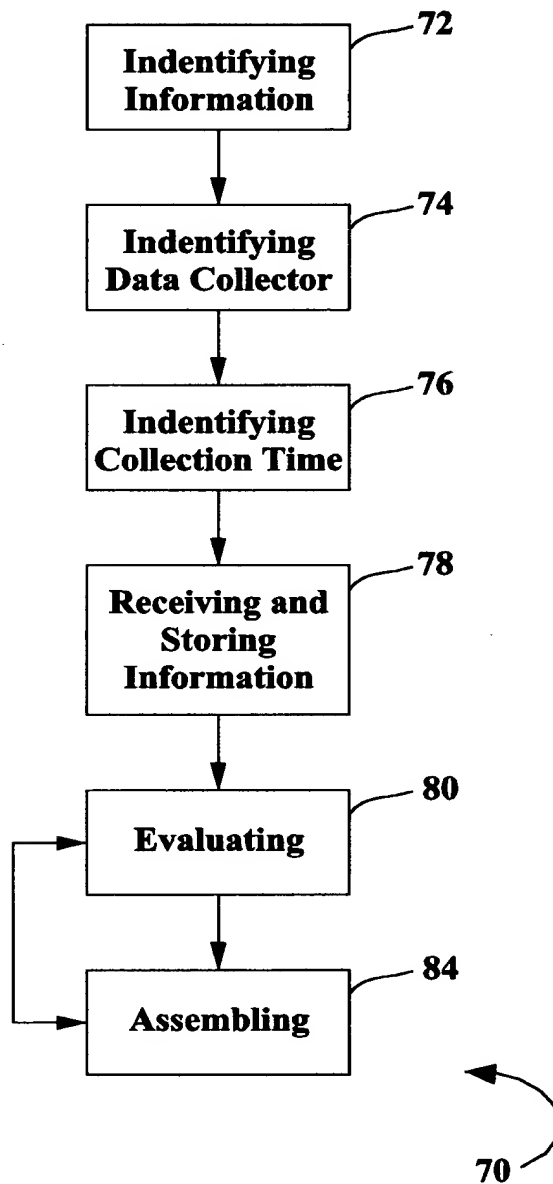 72
Indentifying
Information
74
Indentifying
Data Collector
76
Indentifying
Collection Time
78
Receiving and
Storing
Information
80
Evaluating
84
Assembling
70